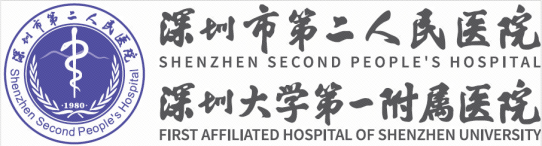 深圳市第二人民医院
·1980·
Shenzhen Second People's Hospital
深圳市第二人民医院
SHENZHEN SECOND PEOPLE'S HOSPITAL
深圳大学第一附属医院
FIRST AFFILIATED HOSPITAL OF SHENZHEN UNIVERSITY